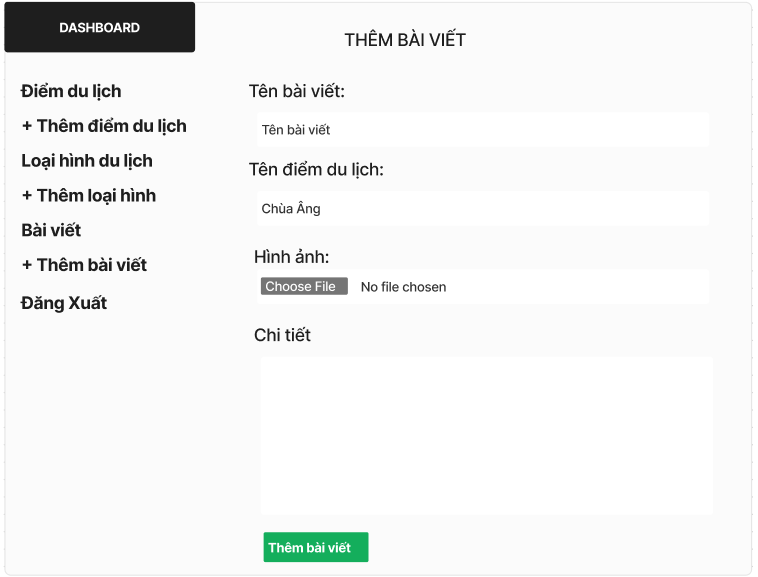 DASHBOARD
THÊM BÀI VIẾT
Điểm du lịch
+ Thêm điểm du lịch
Loại hình du lịch
+ Thêm loại hình
Bài viết
+ Thêm bài viết
Đăng Xuất
Tên bài viết:
Tên bài viết
Tên điểm du lịch:
Chùa Âng
Hình ảnh:
Choose File No file chosen
Chi tiết
Thêm bài viết